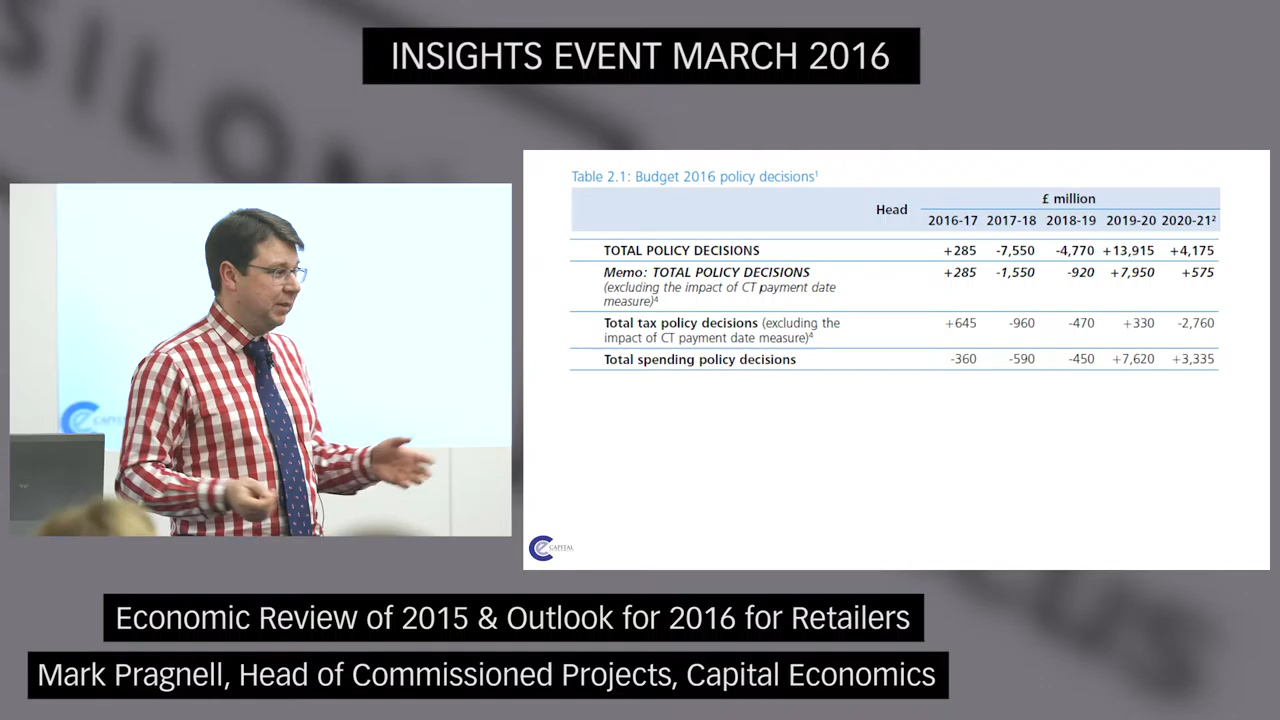 INSIGHTS EVENT MARCH 2016
Table 2.1: Budget 2016 policy decisions¹
£ million
Head
2016-17 2017-18 2018-19 2019-20 2020-21²
TOTAL POLICY DECISIONS +285 -7,550 -4,770 +13,915 +4,175
Memo: TOTAL POLICY DECISIONS +285 -1,550 -920 +7,950 +575
(excluding the impact of CT payment date
measure)⁴
Total tax policy decisions (excluding the +645 -960 -470 +330 -2,760
impact of CT payment date measure)⁴
Total spending policy decisions -360 -590 -450 +7,620 +3,335
CAPITAL
Economic Review of 2015 & Outlook for 2016 for Retailers
Mark Pragnell, Head of Commissioned Projects, Capital Economics